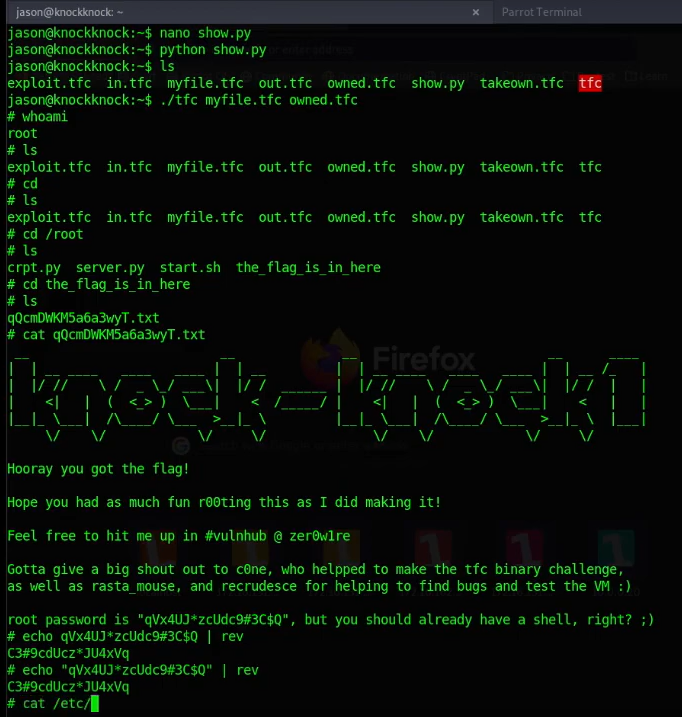 jason@knockknock: ~
Parrot Terminal
jason@knockknock:~$ nano show.py
jason@knockknock:~$ python show.py
jason@knockknock:~$ ls
exploit.tfc in.tfc myfile.tfc out.tfc owned.tfc show.py takeown.tfc tfc
jason@knockknock:~$ ./tfc myfile.tfc owned.tfc
# whoami
root
# ls
exploit.tfc in.tfc myfile.tfc out.tfc owned.tfc show.py takeown.tfc tfc
# cd
# ls
exploit.tfc in.tfc myfile.tfc out.tfc owned.tfc show.py takeown.tfc tfc
# cd /root
# ls
crpt.py server.py start.sh the_flag_is_in_here
# cd the_flag_is_in_here
# ls
qQcmDWKM5a6a3wyT.txt
# cat qQcmDWKM5a6a3wyT.txt
knock-knock1
Firefox
Hooray you got the flag!
Hope you had as much fun r00ting this as I did making it!
Feel free to hit me up in #vulnhub @ zer0w1re
Gotta give a big shout out to c0ne, who helpped to make the tfc binary challenge,
as well as rasta_mouse, and recrudesce for helping to find bugs and test the VM :)
root password is "qVx4UJ*zcUdc9#3C$Q", but you should already have a shell, right? ;)
# echo qVx4UJ*zcUdc9#3C$Q | rev
C3#9cdUcz*JU4xVq
# echo "qVx4UJ*zcUdc9#3C$Q" | rev
C3#9cdUcz*JU4xVq
# cat /etc/